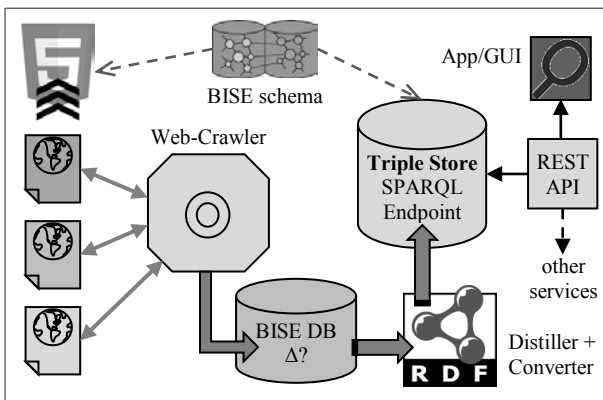 App/GUI
BISE schema
Web-Crawler
Triple Store
SPARQL
Endpoint
REST
API
other
services
BISE DB
Δ?
Distiller +
Converter
RDF